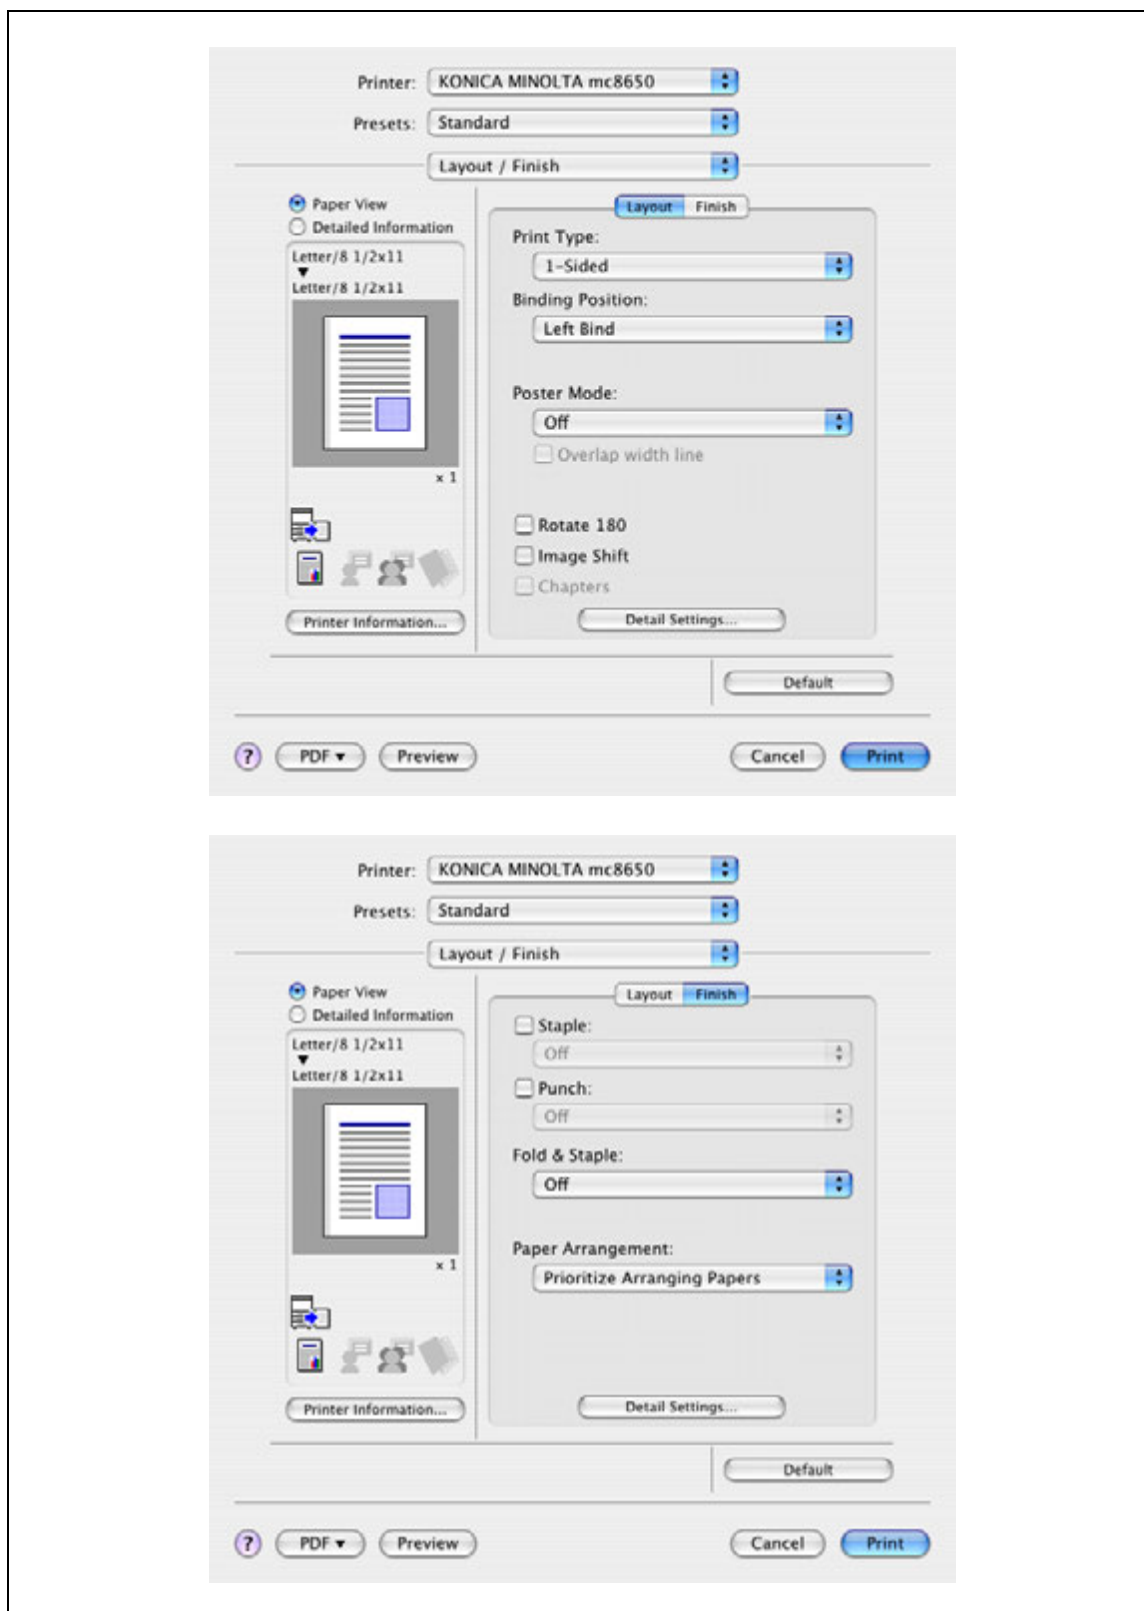 Printer: KONICA MINOLTA mc8650
Presets: Standard
Layout / Finish
Paper View
Detailed Information
Letter/8 1/2x11
Letter/8 1/2x11
x 1
Printer Information...
Layout Finish
Print Type:
1-Sided
Binding Position:
Left Bind
Poster Mode:
Off
Overlap width line
Rotate 180
Image Shift
Chapters
Detail Settings...
Default
? PDF Preview Cancel Print
Printer: KONICA MINOLTA mc8650
Presets: Standard
Layout / Finish
Paper View
Detailed Information
Letter/8 1/2x11
Letter/8 1/2x11
x 1
Printer Information...
Layout Finish
Staple:
Off
Punch:
Off
Fold & Staple:
Off
Paper Arrangement:
Prioritize Arranging Papers
Detail Settings...
Default
? PDF Preview Cancel Print